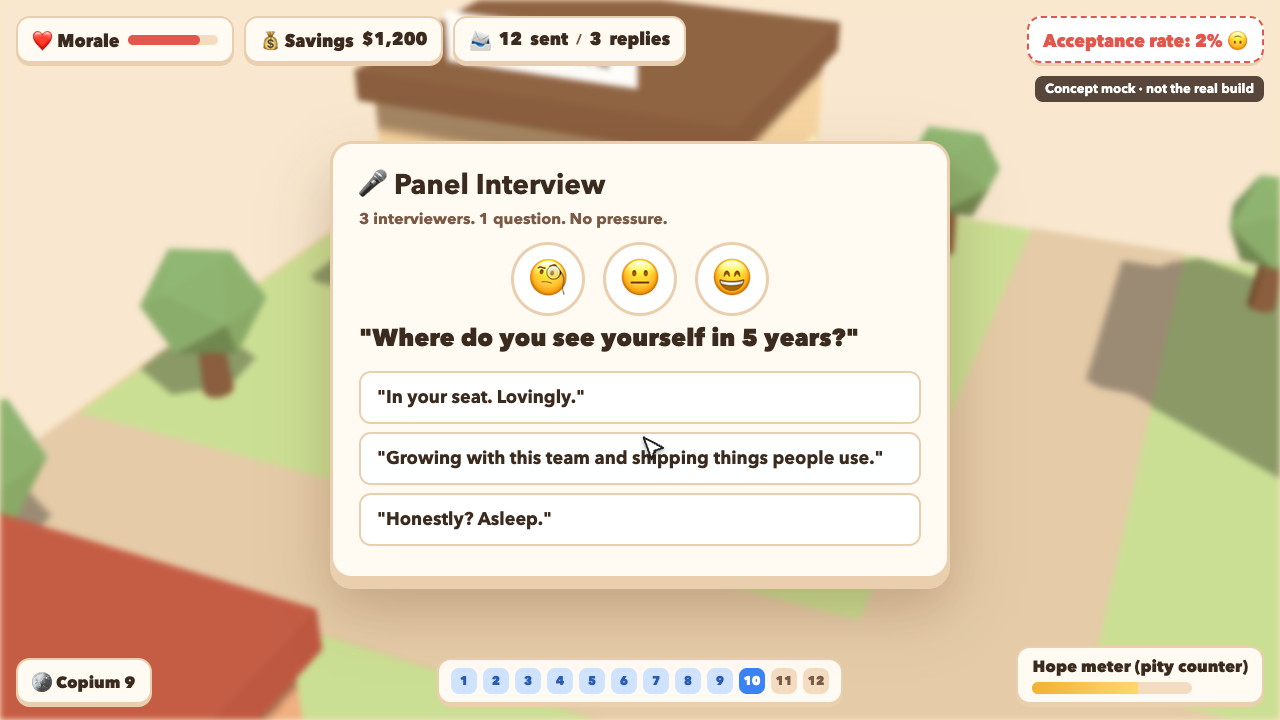 Morale
Savings $1,200
12 sent / 3 replies
Acceptance rate: 2%
Concept mock · not the real build
Panel Interview
3 interviewers. 1 question. No pressure.
"Where do you see yourself in 5 years?"
"In your seat. Lovingly."
"Growing with this team and shipping things people use."
"Honestly? Asleep."
Copium 9
1 2 3 4 5 6 7 8 9 10 11 12
Hope meter (pity counter)